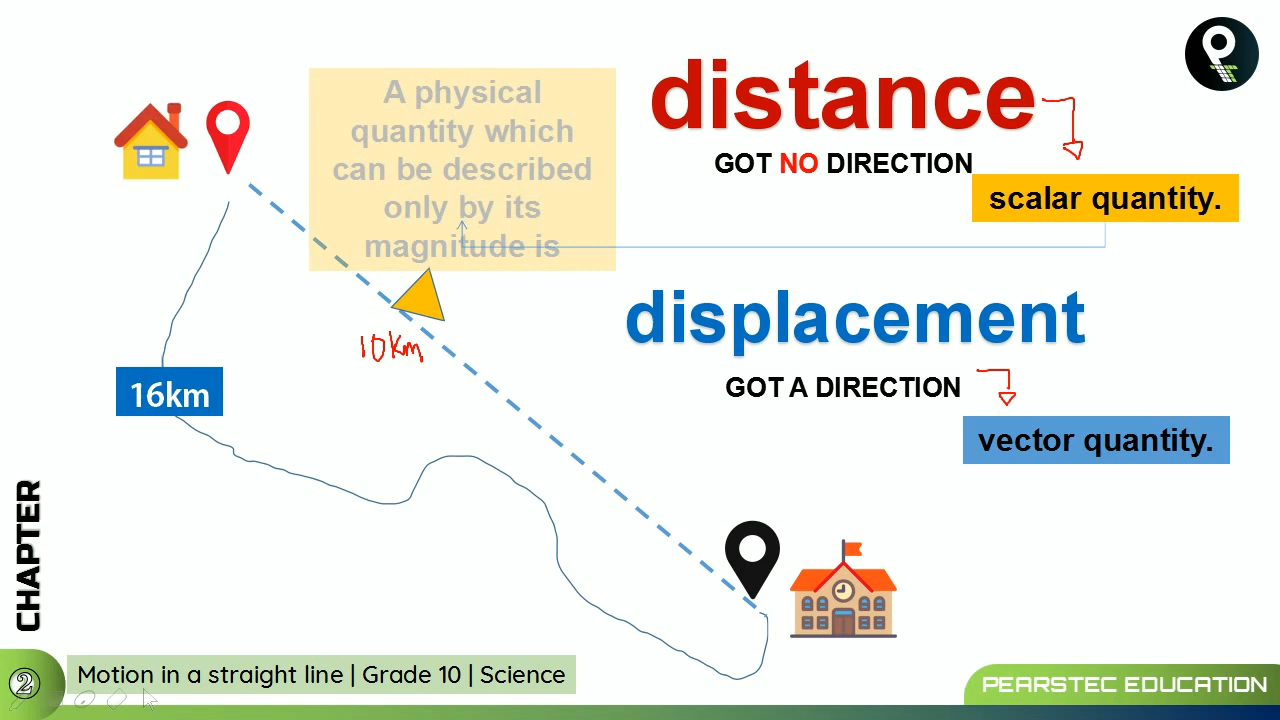 A physical
quantity which
can be described
only by its
magnitude is
distance
GOT NO DIRECTION
scalar quantity.
displacement
GOT A DIRECTION
vector quantity.
10km
16km
CHAPTER
2
Motion in a straight line | Grade 10 | Science
PEARSTEC EDUCATION